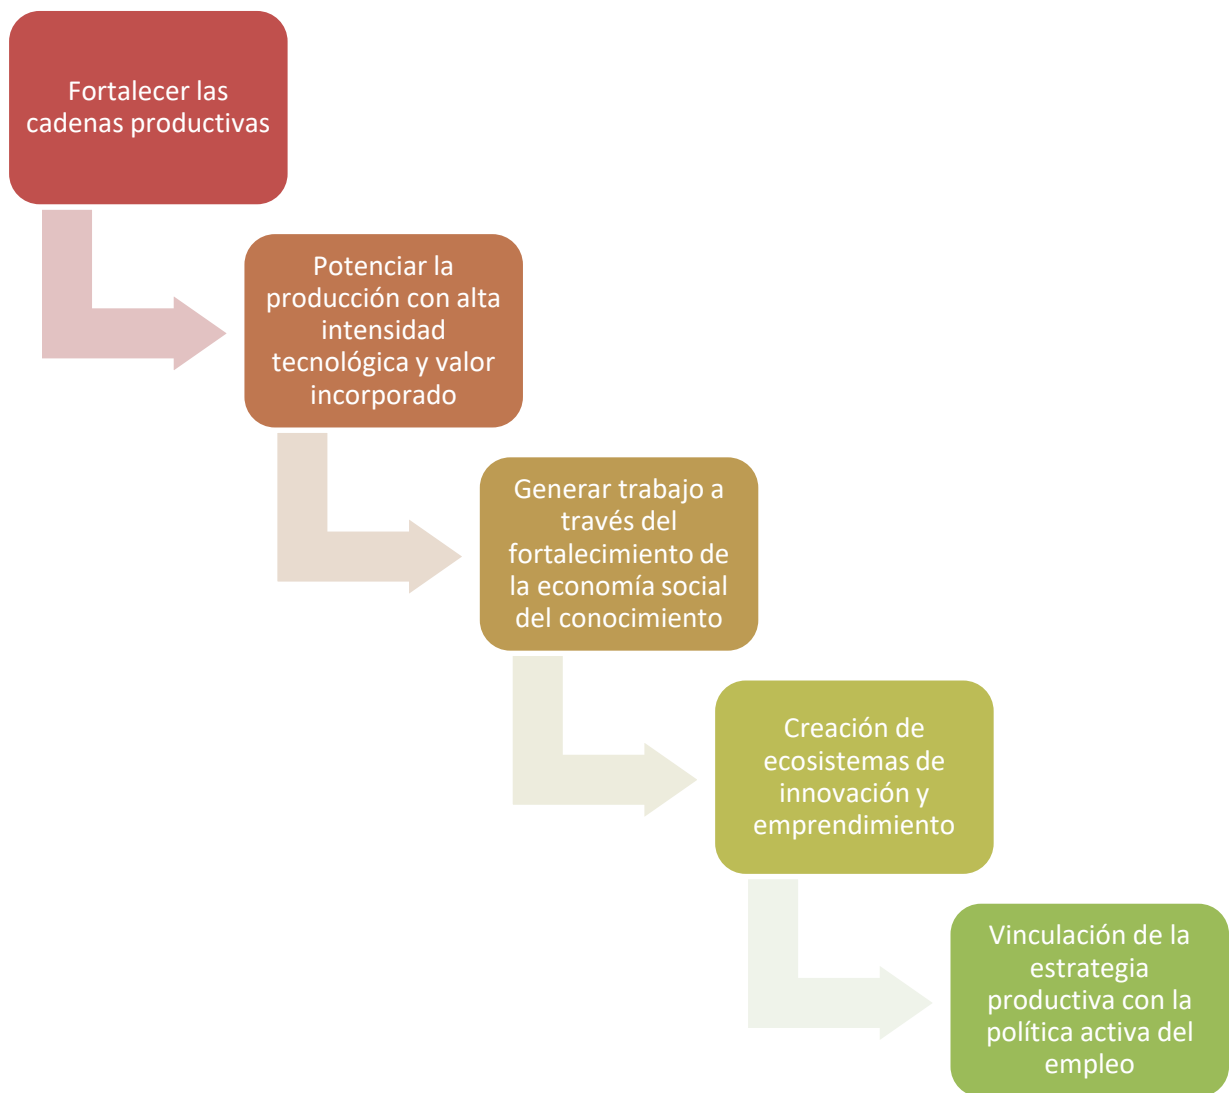 Fortalecer las
cadenas productivas
Potenciar la
producción con alta
intensidad
tecnológica y valor
incorporado
Generar trabajo a
través del
fortalecimiento de
la economía social
del conocimiento
Creación de
ecosistemas de
innovación y
emprendimiento
Vinculación de la
estrategia
productiva con la
política activa del
empleo